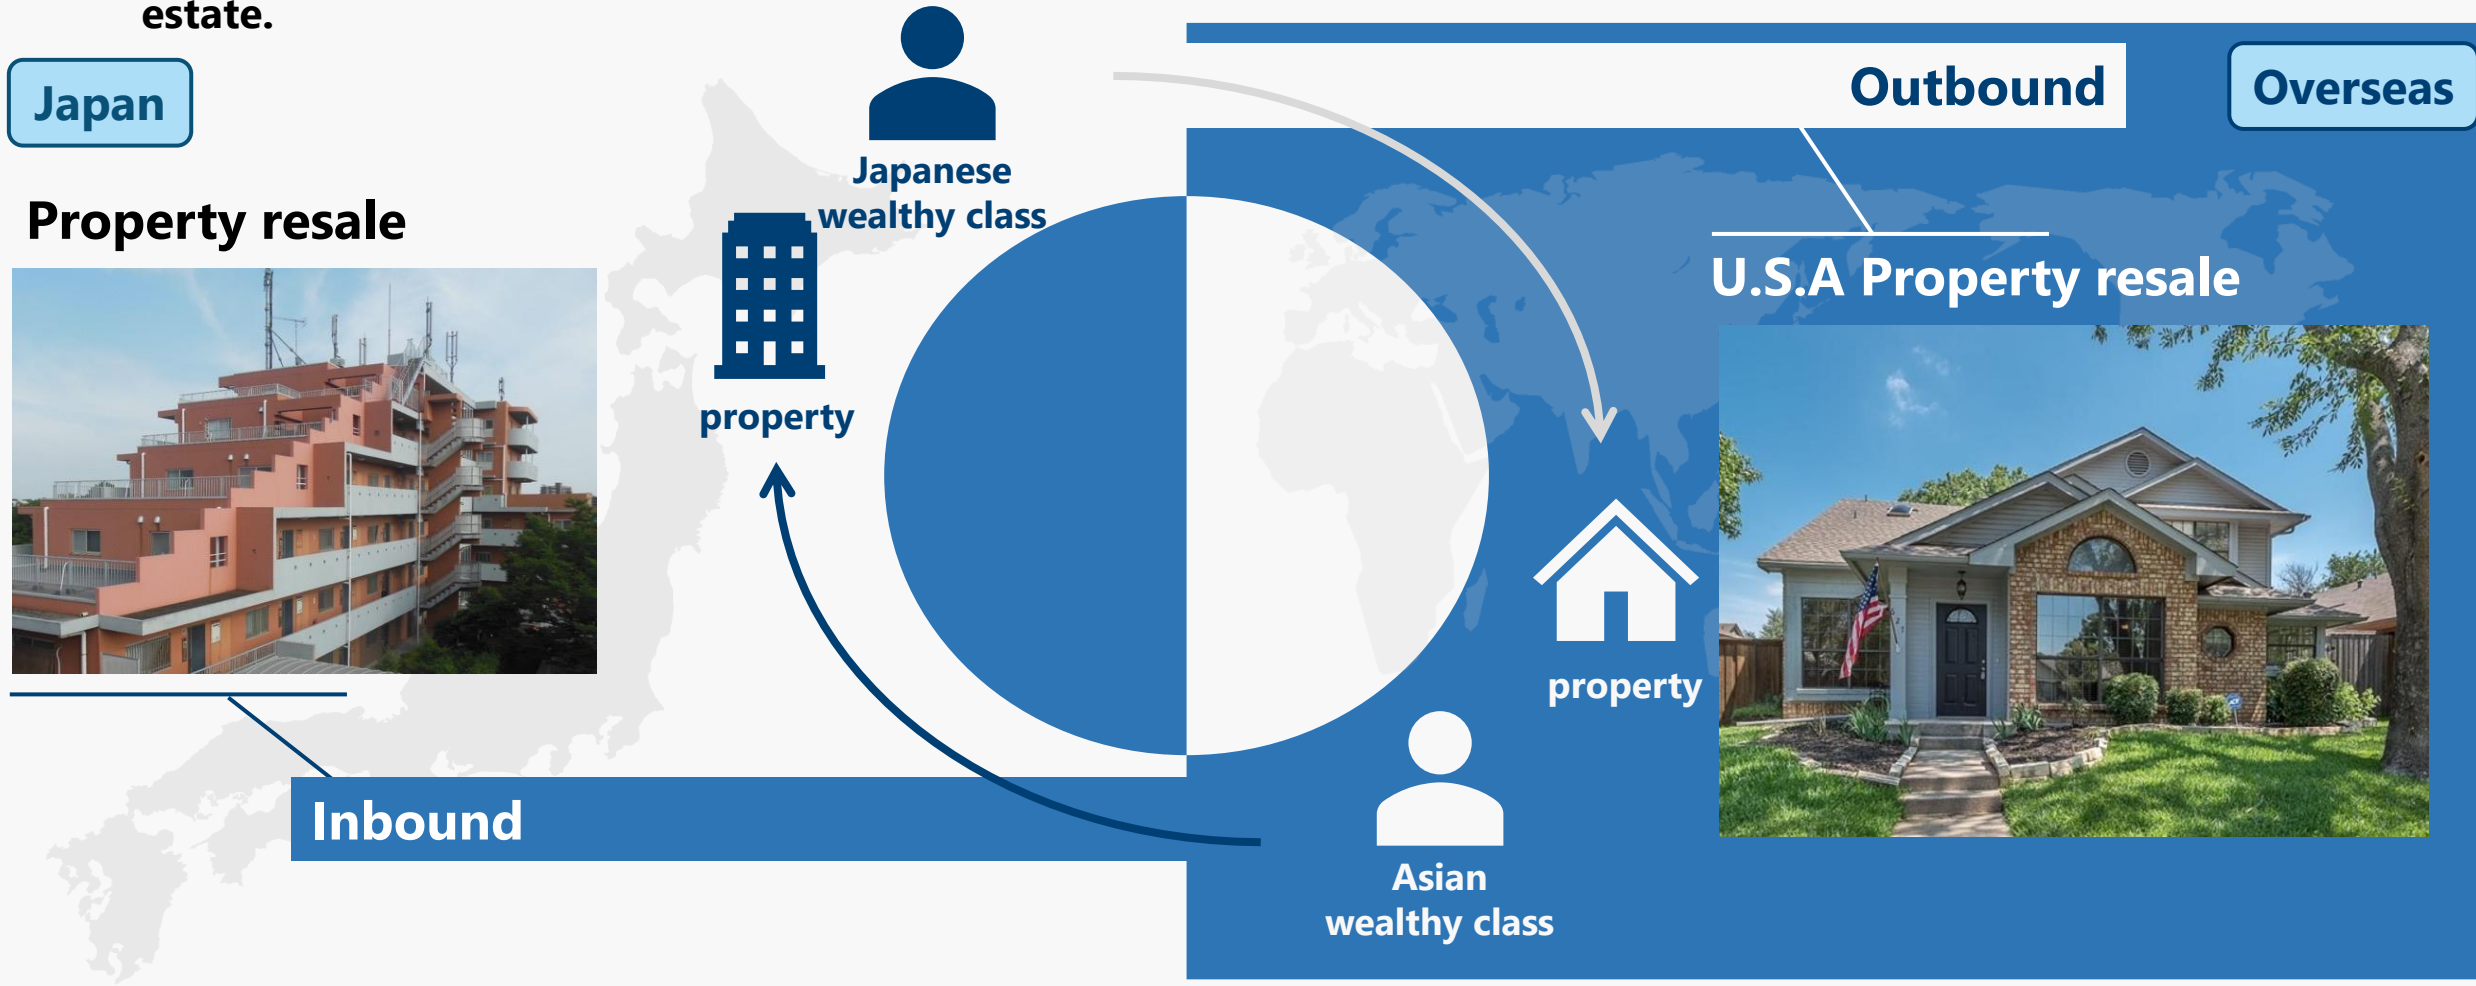 estate.
Japan
Japanese
wealthy class
Outbound
Overseas
Property resale
U.S.A Property resale
property
property
Inbound
Asian
wealthy class